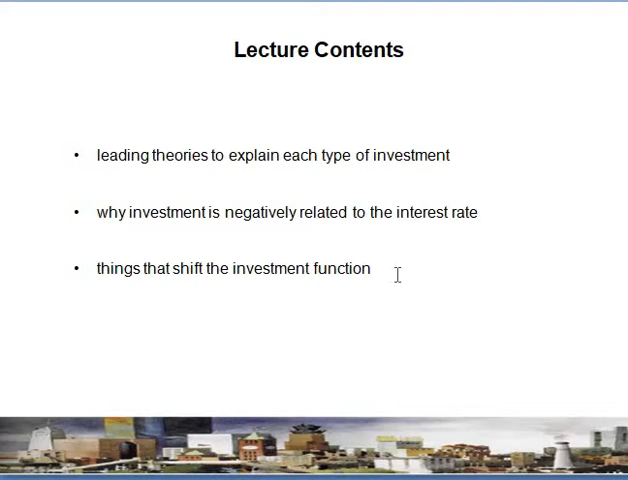 Lecture Contents
• leading theories to explain each type of investment
• why investment is negatively related to the interest rate
• things that shift the investment function